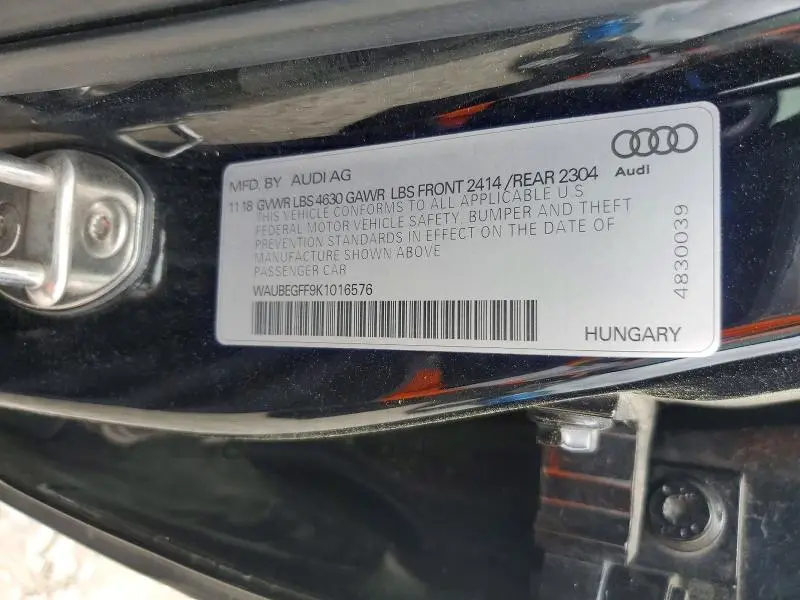 MFD. BY AUDI AG
11 18 GVWR LBS 4630 GAWR LBS FRONT 2414 /REAR 2304
THIS VEHICLE CONFORMS TO ALL APPLICABLE U S
FEDERAL MOTOR VEHICLE SAFETY, BUMPER AND THEFT
PREVENTION STANDARDS IN EFFECT ON THE DATE OF
MANUFACTURE SHOWN ABOVE
PASSENGER CAR
WAUBEGFF9K1016576
HUNGARY
Audi
4830039